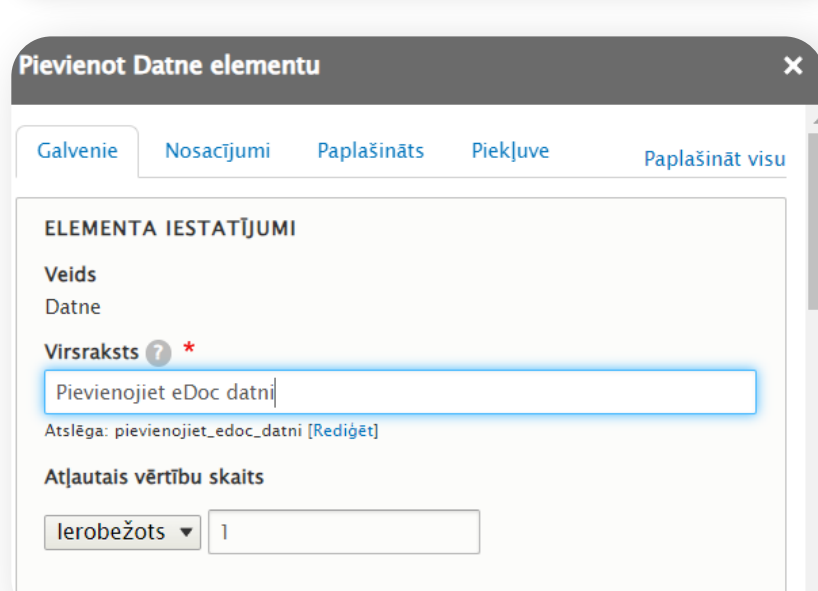 Pievienot Datne elementu ×
Galvenie Nosacījumi Paplašināts Piekļuve Paplašināt visu
ELEMENTA IESTATĪJUMI
Veids
Datne
Virsraksts ? *
Pievienojiet eDoc datni
Atslēga: pievienojiet_edoc_datni [Rediģēt]
Atļautais vērtību skaits
Ierobežots ▼ 1